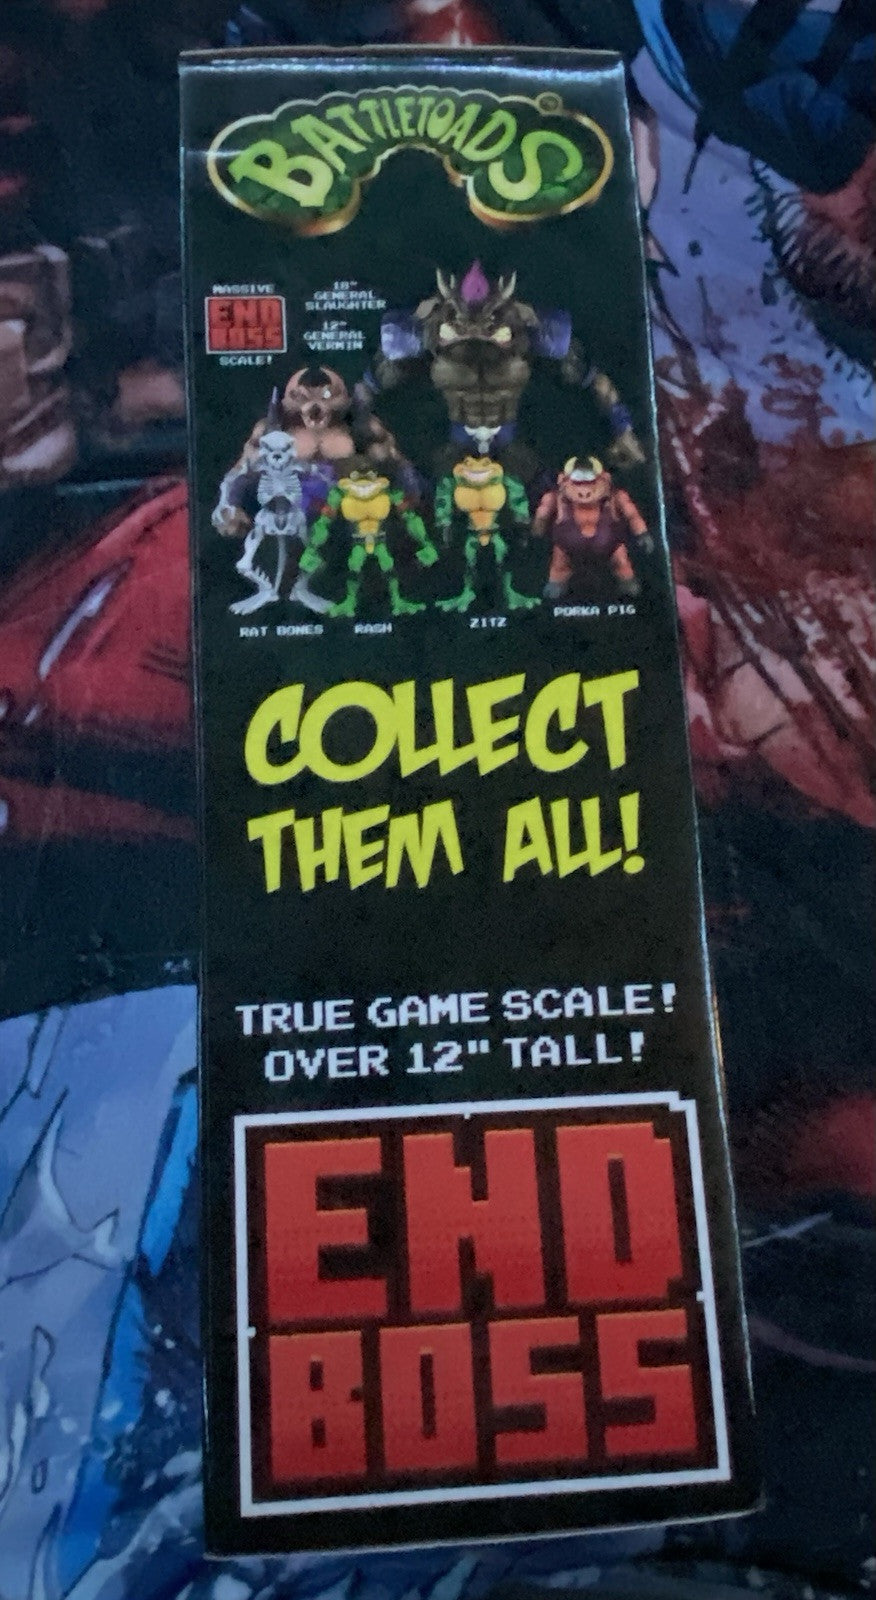 BATTLETOADS
®
MASSIVE
END
BOSS
SCALE!
18"
GENERAL
SLAUGHTER
12"
GENERAL
VERMIN
RAT BONES
RASH
ZITZ
PORKA PIG
COLLECT
THEM ALL!
TRUE GAME SCALE!
OVER 12" TALL!
END
BOSS